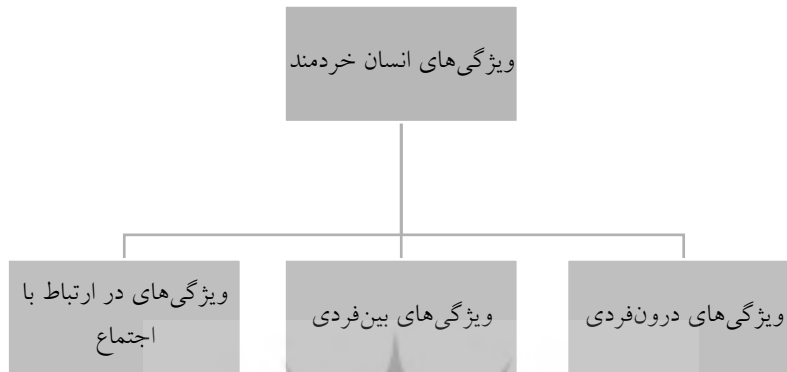 ویژگی‌های انسان خردمند
ویژگی‌های درون‌فردی
ویژگی‌های بین‌فردی
ویژگی‌های در ارتباط با
اجتماع